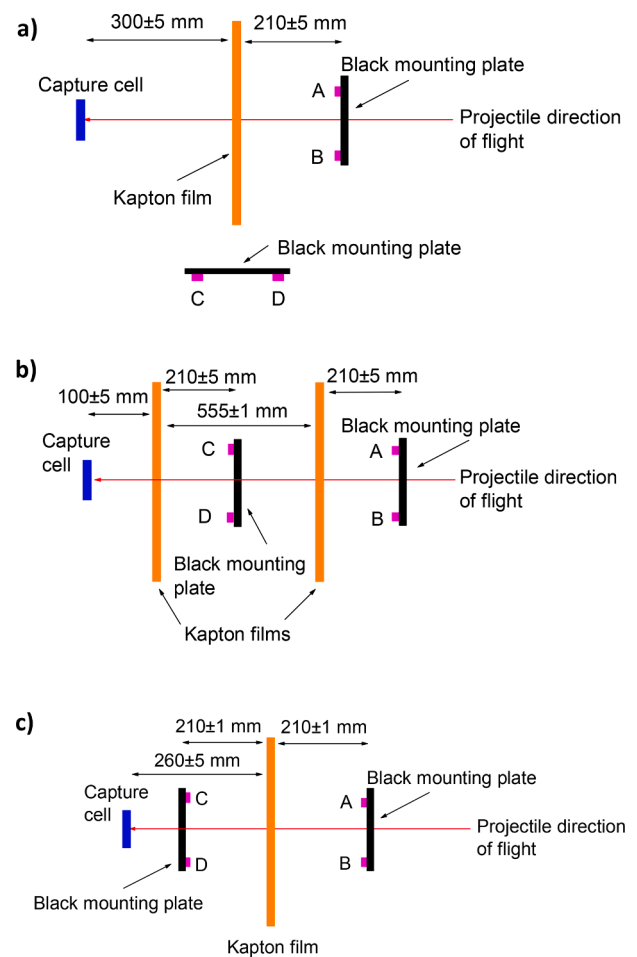 a)
300±5 mm
210±5 mm
Black mounting plate
Capture cell
A
Projectile direction
of flight
B
Kapton film
Black mounting plate
C
D
b)
210±5 mm
210±5 mm
100±5 mm
555±1 mm
Black mounting plate
Capture
cell
C
A
Projectile direction
of flight
D
B
Black mounting
plate
Kapton films
c)
210±1 mm
210±1 mm
260±5 mm
Black mounting plate
Capture
cell
C
A
Projectile direction
of flight
D
B
Black mounting plate
Kapton film